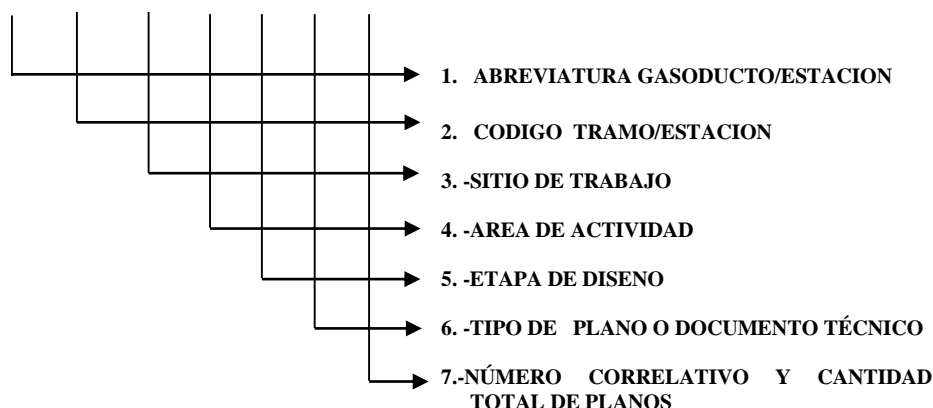 1. ABREVIATURA GASODUCTO/ESTACION
2. CODIGO TRAMO/ESTACION
3. -SITIO DE TRABAJO
4. -AREA DE ACTIVIDAD
5. -ETAPA DE DISENO
6. -TIPO DE PLANO O DOCUMENTO TÉCNICO
7.-NÚMERO CORRELATIVO Y CANTIDAD
TOTAL DE PLANOS